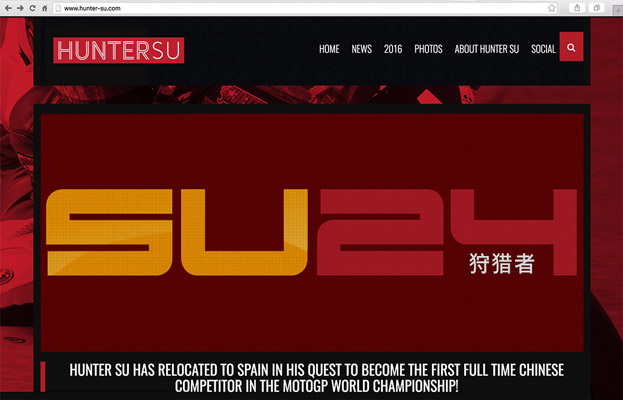 www.hunter-su.com
HUNTERSU
HOME NEWS 2016 PHOTOS ABOUT HUNTER SU SOCIAL
SU24
狩猎者
HUNTER SU HAS RELOCATED TO SPAIN IN HIS QUEST TO BECOME THE FIRST FULL TIME CHINESE
COMPETITOR IN THE MOTOGP WORLD CHAMPIONSHIP!